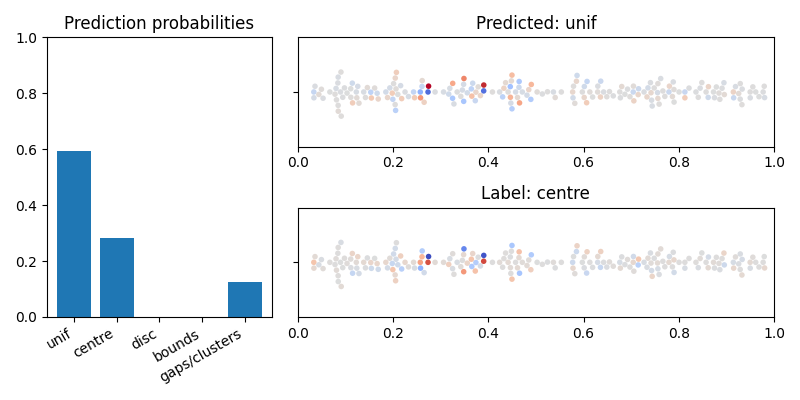 Prediction probabilities
1.0
0.8
0.6
0.4
0.2
0.0
unif
centre
disc
bounds
gaps/clusters
Predicted: unif
0.0 0.2 0.4 0.6 0.8 1.0
Label: centre
0.0 0.2 0.4 0.6 0.8 1.0